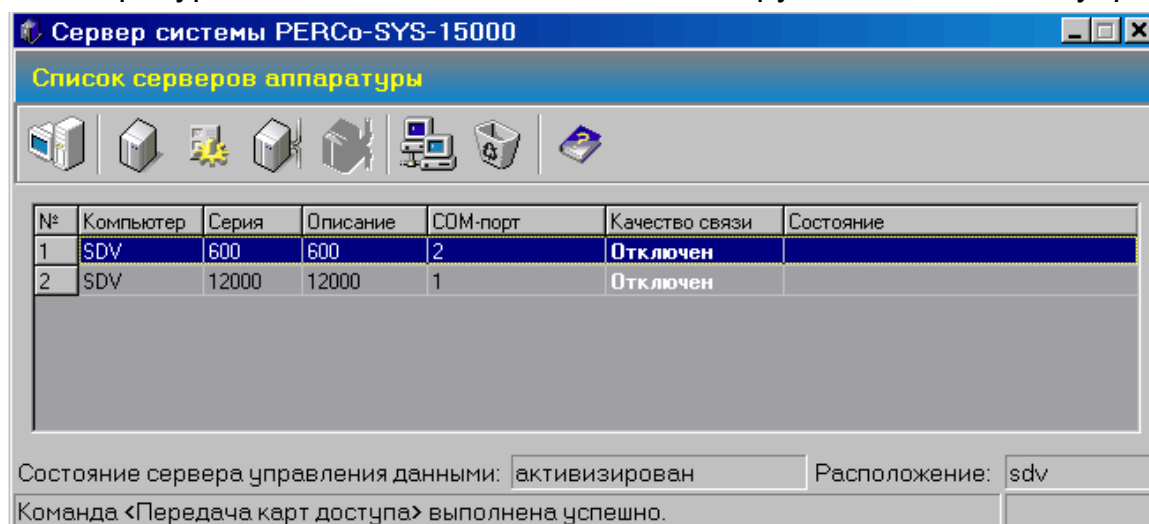 Сервер системы PERCo-SYS-15000
Список серверов аппаратуры
№ Компьютер Серия Описание COM-порт Качество связи Состояние
1 SDV 600 600 2 Отключен
2 SDV 12000 12000 1 Отключен
Состояние сервера управления данными: активизирован Расположение: sdv
Команда <Передача карт доступа> выполнена успешно.